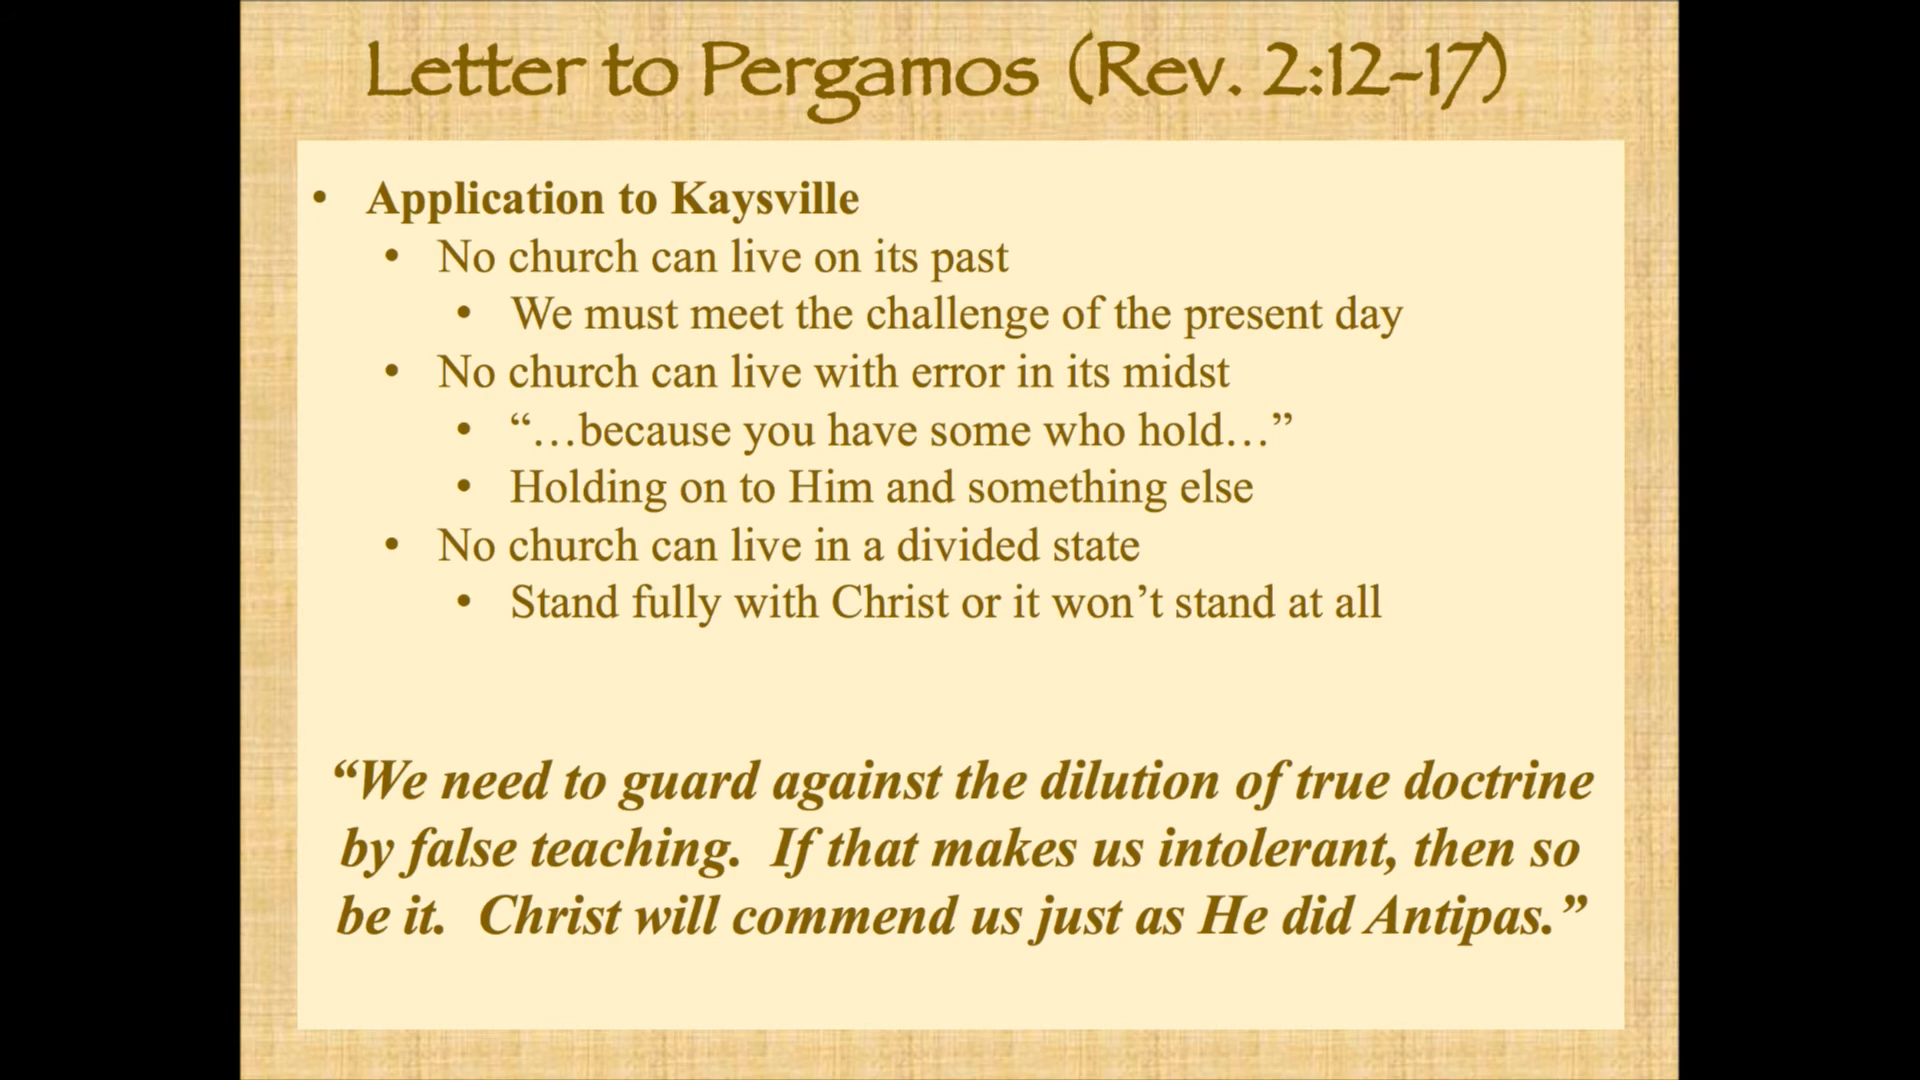 Letter to Pergamos (Rev. 2:12-17)
• Application to Kaysville
• No church can live on its past
• We must meet the challenge of the present day
• No church can live with error in its midst
• “…because you have some who hold…”
• Holding on to Him and something else
• No church can live in a divided state
• Stand fully with Christ or it won’t stand at all
“We need to guard against the dilution of true doctrine
by false teaching.  If that makes us intolerant, then so
be it.  Christ will commend us just as He did Antipas.”